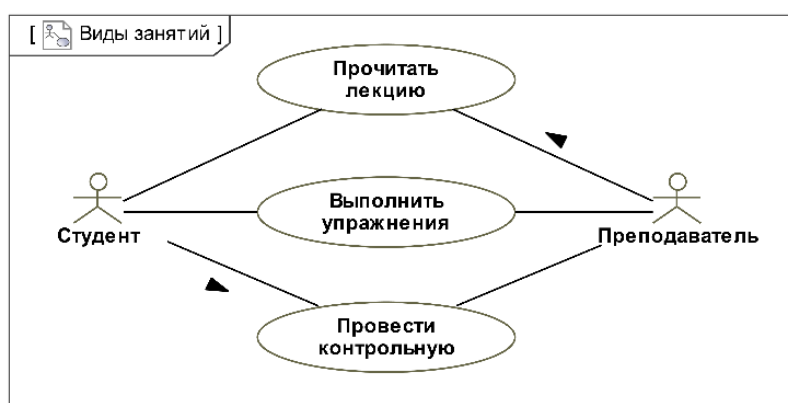 [ Виды занятий ]
Прочитать
лекцию
Выполнить
упражнения
Студент
Преподаватель
Провести
контрольную